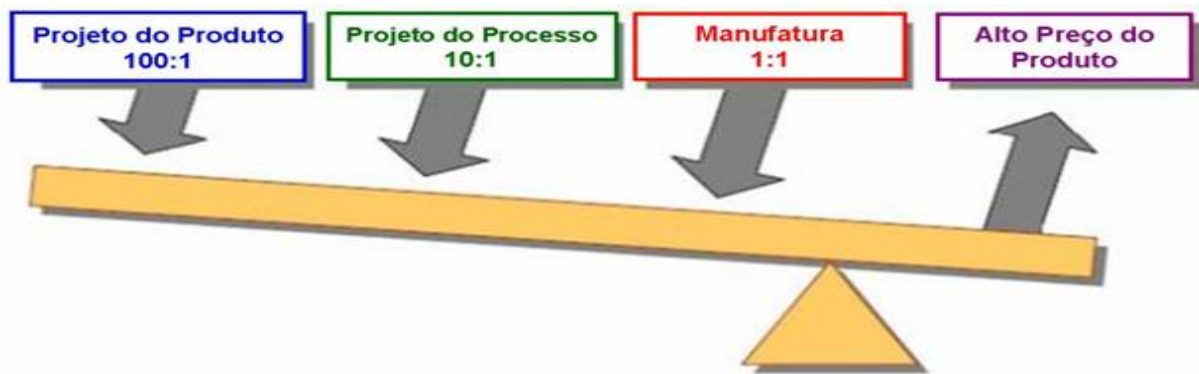 Projeto do Produto
100:1
Projeto do Processo
10:1
Manufatura
1:1
Alto Preço do
Produto